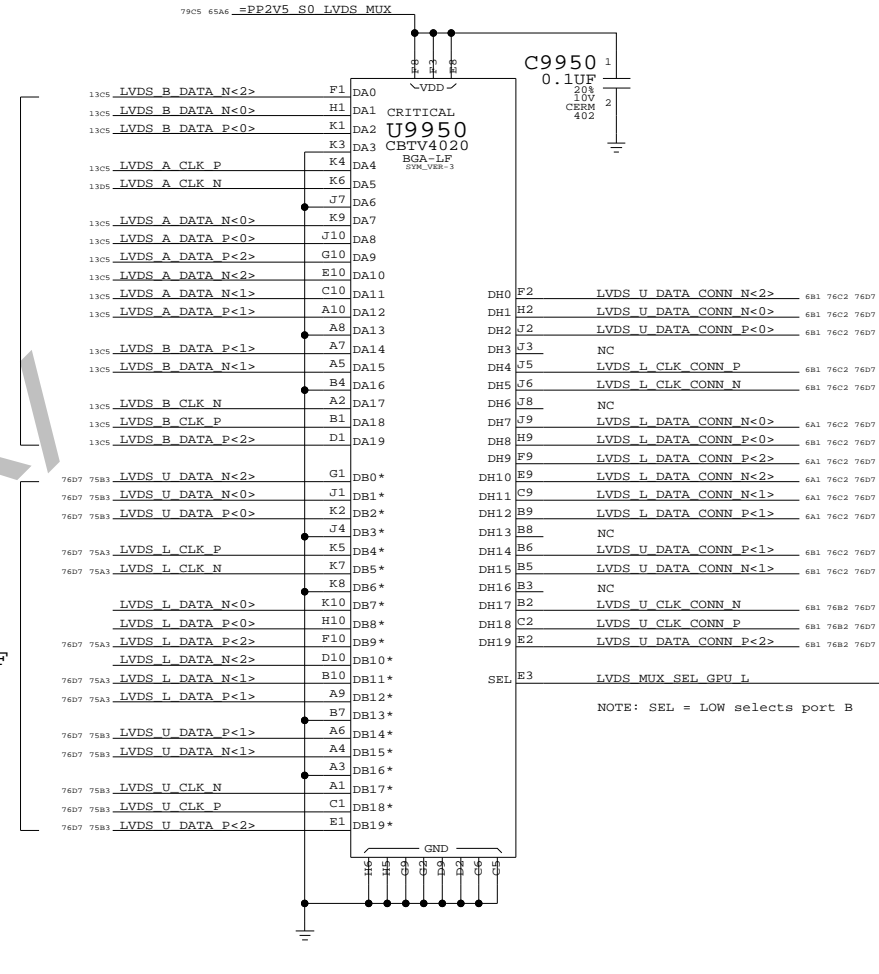 79C5 65A6 =PP2V5_S0_LVDS_MUX
F8 F3 E8
VDD
C9950 1
0.1UF
20%
10V 2
CERM
402
CRITICAL
U9950
CBTV4020
BGA-LF
SYM_VER-3
13C5 LVDS_B_DATA_N<2> F1 DA0
13C5 LVDS_B_DATA_N<0> H1 DA1
13C5 LVDS_B_DATA_P<0> K1 DA2
K3 DA3
13C5 LVDS_A_CLK_P K4 DA4
13D5 LVDS_A_CLK_N K6 DA5
J7 DA6
13C5 LVDS_A_DATA_N<0> K9 DA7
13C5 LVDS_A_DATA_P<0> J10 DA8
13C5 LVDS_A_DATA_P<2> G10 DA9
13C5 LVDS_A_DATA_N<2> E10 DA10
13C5 LVDS_A_DATA_N<1> C10 DA11
13C5 LVDS_A_DATA_P<1> A10 DA12
A8 DA13
13C5 LVDS_B_DATA_P<1> A7 DA14
13C5 LVDS_B_DATA_N<1> A5 DA15
B4 DA16
13C5 LVDS_B_CLK_N A2 DA17
13C5 LVDS_B_CLK_P B1 DA18
13C5 LVDS_B_DATA_P<2> D1 DA19
76D7 75B3 LVDS_U_DATA_N<2> G1 DB0*
76D7 75B3 LVDS_U_DATA_N<0> J1 DB1*
76D7 75B3 LVDS_U_DATA_P<0> K2 DB2*
J4 DB3*
76D7 75A3 LVDS_L_CLK_P K5 DB4*
76D7 75A3 LVDS_L_CLK_N K7 DB5*
K8 DB6*
LVDS_L_DATA_N<0> K10 DB7*
LVDS_L_DATA_P<0> H10 DB8*
76D7 75A3 LVDS_L_DATA_P<2> F10 DB9*
LVDS_L_DATA_N<2> D10 DB10*
76D7 75A3 LVDS_L_DATA_N<1> B10 DB11*
76D7 75A3 LVDS_L_DATA_P<1> A9 DB12*
B7 DB13*
76D7 75B3 LVDS_U_DATA_P<1> A6 DB14*
76D7 75B3 LVDS_U_DATA_N<1> A4 DB15*
A3 DB16*
76D7 75B3 LVDS_U_CLK_N A1 DB17*
76D7 75B3 LVDS_U_CLK_P C1 DB18*
76D7 75B3 LVDS_U_DATA_P<2> E1 DB19*
DH0 F2 LVDS_U_DATA_CONN_N<2> 6B1 76C2 76D7
DH1 H2 LVDS_U_DATA_CONN_N<0> 6B1 76C2 76D7
DH2 J2 LVDS_U_DATA_CONN_P<0> 6B1 76C2 76D7
DH3 J3 NC
DH4 J5 LVDS_L_CLK_CONN_P 6B1 76C2 76D7
DH5 J6 LVDS_L_CLK_CONN_N 6B1 76C2 76D7
DH6 J8 NC
DH7 J9 LVDS_L_DATA_CONN_N<0> 6A1 76C2 76D7
DH8 H9 LVDS_L_DATA_CONN_P<0> 6B1 76C2 76D7
DH9 F9 LVDS_L_DATA_CONN_P<2> 6A1 76C2 76D7
DH10 E9 LVDS_L_DATA_CONN_N<2> 6A1 76C2 76D7
DH11 C9 LVDS_L_DATA_CONN_N<1> 6A1 76C2 76D7
DH12 B9 LVDS_L_DATA_CONN_P<1> 6A1 76C2 76D7
DH13 B8 NC
DH14 B6 LVDS_U_DATA_CONN_P<1> 6B1 76C2 76D7
DH15 B5 LVDS_U_DATA_CONN_N<1> 6B1 76C2 76D7
DH16 B3 NC
DH17 B2 LVDS_U_CLK_CONN_N 6B1 76B2 76D7
DH18 C2 LVDS_U_CLK_CONN_P 6B1 76B2 76D7
DH19 E2 LVDS_U_DATA_CONN_P<2> 6B1 76B2 76D7
SEL E3 LVDS_MUX_SEL_GPU_L
NOTE: SEL = LOW selects port B
GND
H6 H5 G9 G2 D9 D2 C6 C5